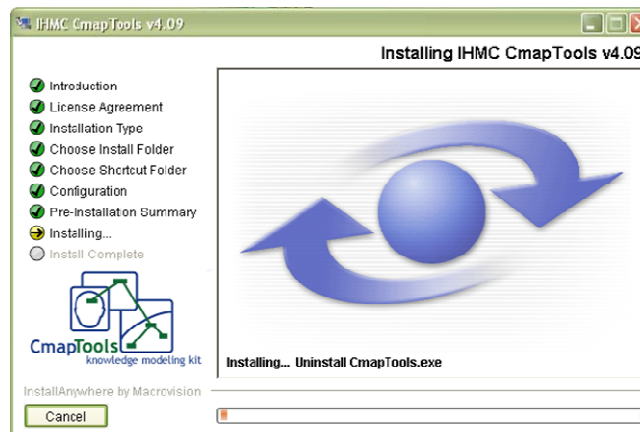 IHMC CmapTools v4.09
Installing IHMC CmapTools v4.09
Introduction
License Agreement
Installation Type
Choose Install Folder
Choose Shortcut Folder
Configuration
Pre-Installation Summary
Installing...
Install Complete
CmapTools
knowledge modeling kit
Installing... Uninstall CmapTools.exe
InstallAnywhere by Macrovision
Cancel